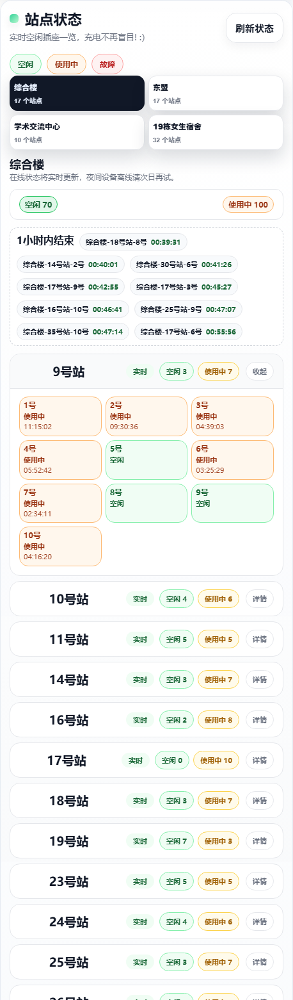 站点状态
刷新状态
实时空闲插座一览，充电不再盲目! :)
空闲 使用中 故障
综合楼
17 个站点
东盟
17 个站点
学术交流中心
10 个站点
19栋女生宿舍
32 个站点
综合楼
在线状态将实时更新，夜间设备离线请次日再试。
空闲 70 使用中 100
1小时内结束 综合楼-18号站-8号 00:39:31
综合楼-14号站-2号 00:40:01 综合楼-30号站-6号 00:41:26
综合楼-17号站-9号 00:42:55 综合楼-17号站-3号 00:45:27
综合楼-16号站-10号 00:46:41 综合楼-25号站-9号 00:47:07
综合楼-35号站-10号 00:47:14 综合楼-17号站-6号 00:55:56
9号站 实时 空闲 3 使用中 7 收起
1号
使用中
11:15:02
2号
使用中
09:30:36
3号
使用中
04:39:03
4号
使用中
05:52:42
5号
空闲
6号
使用中
03:25:29
7号
使用中
02:34:11
8号
空闲
9号
空闲
10号
使用中
04:16:20
10号站 实时 空闲 4 使用中 6 详情
11号站 实时 空闲 5 使用中 5 详情
14号站 实时 空闲 3 使用中 7 详情
16号站 实时 空闲 2 使用中 8 详情
17号站 实时 空闲 0 使用中 10 详情
18号站 实时 空闲 3 使用中 7 详情
19号站 实时 空闲 7 使用中 3 详情
23号站 实时 空闲 5 使用中 5 详情
24号站 实时 空闲 4 使用中 6 详情
25号站 实时 空闲 3 使用中 7 详情